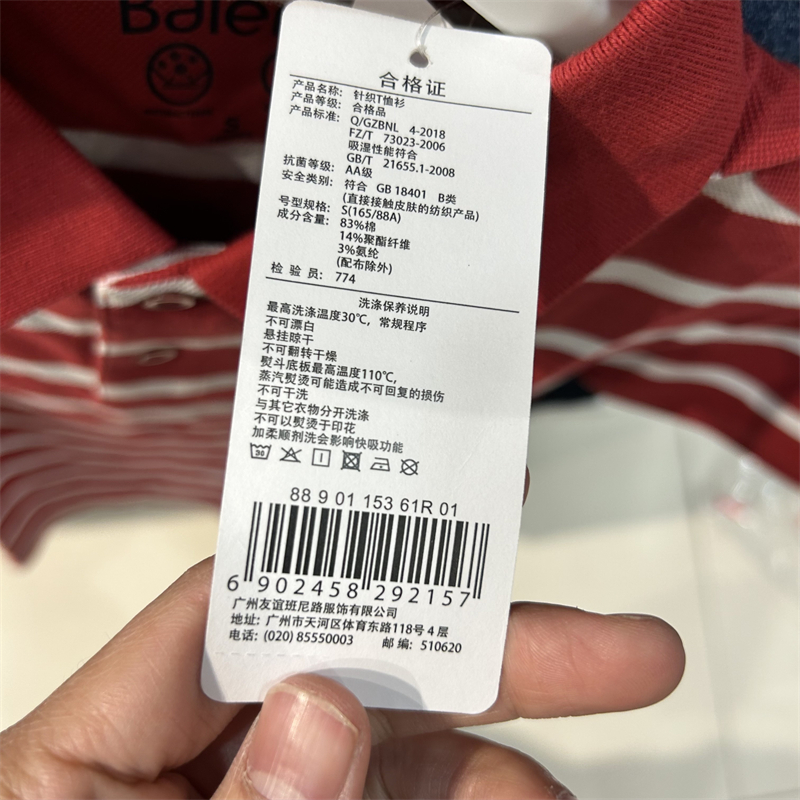 Bale
合格证
产品名称: 针织T恤衫
产品等级: 合格品
产品标准: Q/GZBNL 4-2018
FZ/T 73023-2006
吸湿性能符合
GB/T 21655.1-2008
抗菌等级: AA级
安全类别: 符合 GB 18401 B类
(直接接触皮肤的纺织产品)
号型规格: S(165/88A)
成分含量: 83%棉
14%聚酯纤维
3%氨纶
(配布除外)
检 验 员: 774
洗涤保养说明
最高洗涤温度30℃, 常规程序
不可漂白
悬挂晾干
不可翻转干燥
熨斗底板最高温度110℃,
蒸汽熨烫可能造成不可回复的损伤
不可干洗
与其它衣物分开洗涤
不可以熨烫于印花
加柔顺剂洗会影响快吸功能
30
88 9 01 153 61R 01
6 902458 292157
广州友谊班尼路服饰有限公司
地址: 广州市天河区体育东路118号4层
电话: (020) 85550003 邮 编: 510620